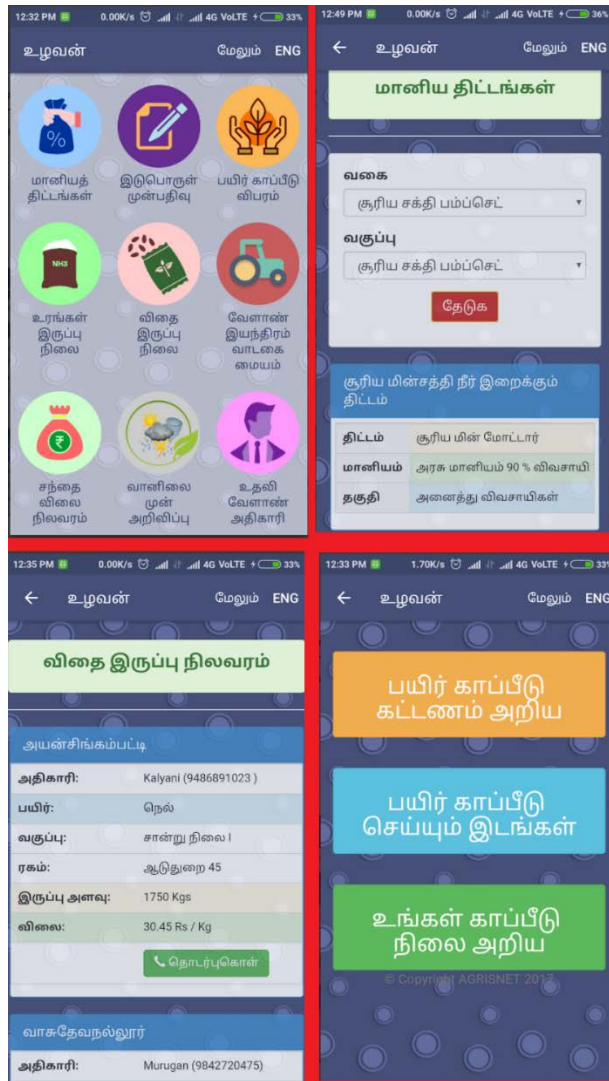 12:32 PM 0.00K/s 4G VoLTE 33%
உழவன் மேலும் ENG
%
மானியத் திட்டங்கள்
இடுபொருள் முன்பதிவு
பயிர் காப்பீடு விபரம்
NH3
உரங்கள் இருப்பு நிலை
விதை இருப்பு நிலை
வேளாண் இயந்திரம் வாடகை மையம்
₹
சந்தை விலை நிலவரம்
வானிலை முன் அறிவிப்பு
உதவி வேளாண் அதிகாரி
12:49 PM 0.00K/s 4G VoLTE 36%
உழவன் மேலும் ENG
மானிய திட்டங்கள்
வகை
சூரிய சக்தி பம்ப்செட்
வகுப்பு
சூரிய சக்தி பம்ப்செட்
தேடுக
சூரிய மின்சத்தி நீர் இறைக்கும்
திட்டம்
திட்டம் சூரிய மின் மோட்டார்
மானியம் அரசு மானியம் 90 % விவசாயி
தகுதி அனைத்து விவசாயிகள்
12:35 PM 0.00K/s 4G VoLTE 33%
உழவன் மேலும் ENG
விதை இருப்பு நிலவரம்
அயன்சிங்கம்பட்டி
அதிகாரி: Kalyani (9486891023 )
பயிர்: நெல்
வகுப்பு: சான்று நிலை I
ரகம்: ஆடுதுறை 45
இருப்பு அளவு: 1750 Kgs
விலை: 30.45 Rs / Kg
தொடர்புகொள்
வாசுதேவநல்லூர்
அதிகாரி: Murugan (9842720475)
12:33 PM 1.70K/s 4G VoLTE 33%
உழவன் மேலும் ENG
பயிர் காப்பீடு
கட்டணம் அறிய
பயிர் காப்பீடு
செய்யும் இடங்கள்
உங்கள் காப்பீடு
நிலை அறிய
© Copyright AGRISNET 2017